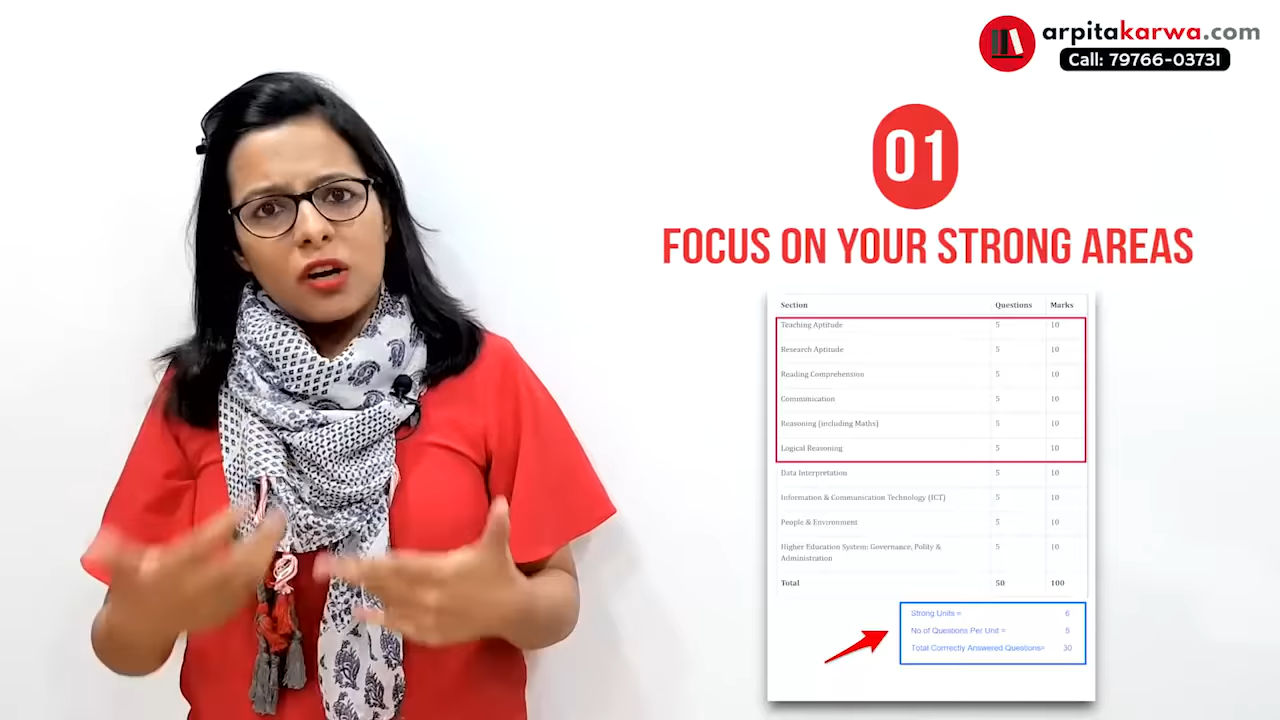 arpitakarwa.com
Call: 79766-03731
01
FOCUS ON YOUR STRONG AREAS
Section Questions Marks
Teaching Aptitude 5 10
Research Aptitude 5 10
Reading Comprehension 5 10
Communication 5 10
Reasoning (including Maths) 5 10
Logical Reasoning 5 10
Data Interpretation 5 10
Information & Communication Technology (ICT) 5 10
People & Environment 5 10
Higher Education System: Governance, Polity & 5 10
Administration
Total 50 100
Strong Units = 6
No of Questions Per Unit = 5
Total Corrrectly Answered Questions= 30